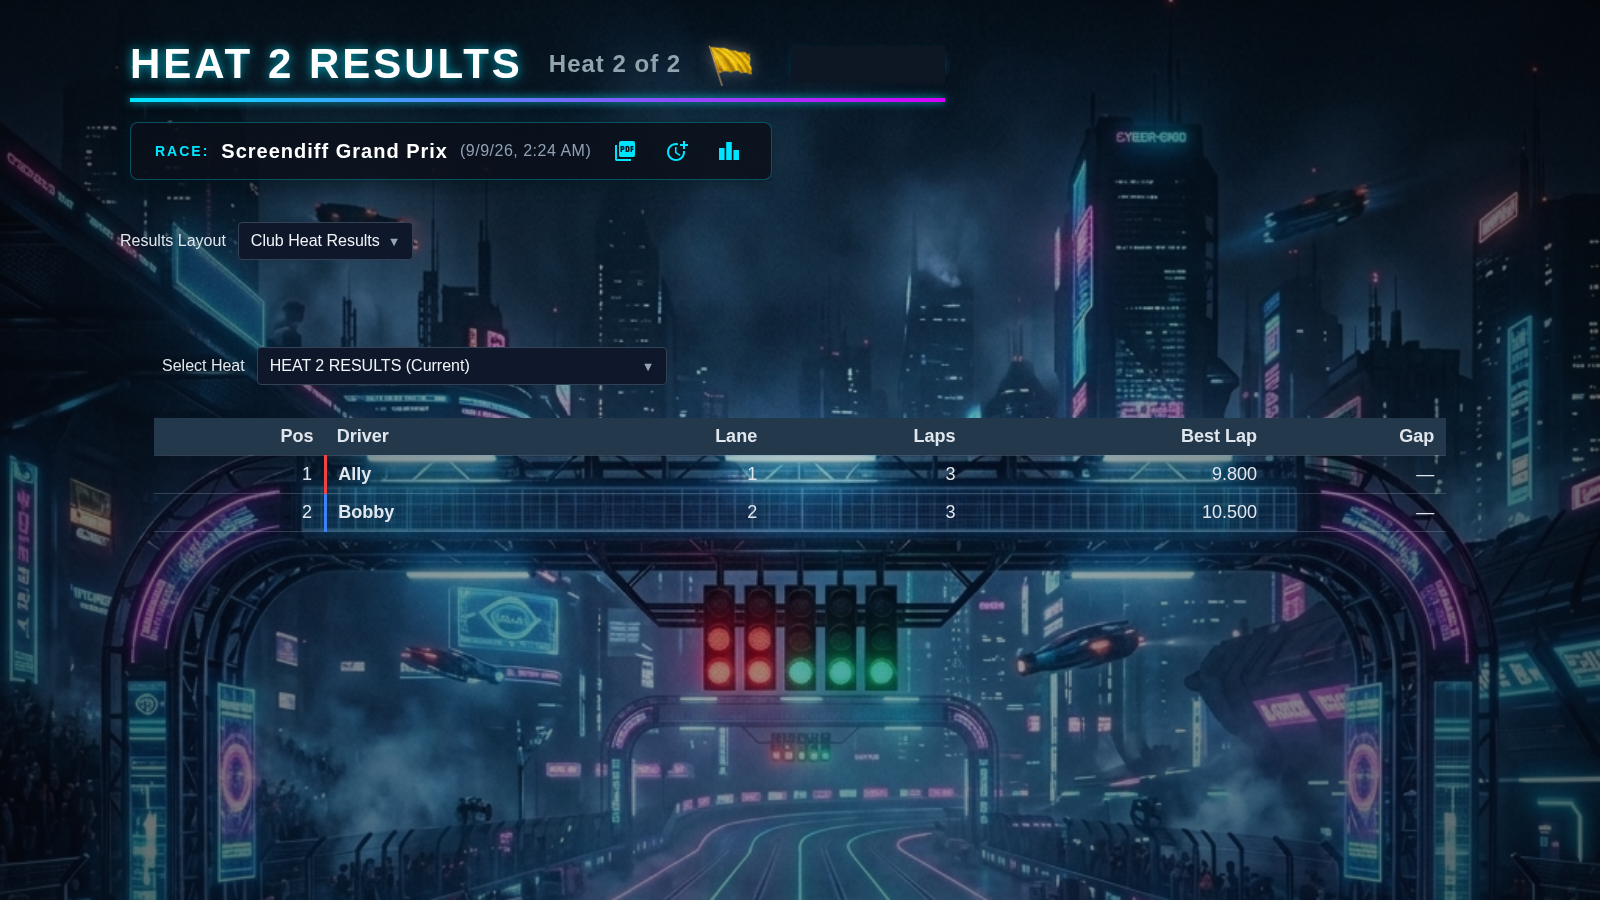 HEAT 2 RESULTS Heat 2 of 2
RACE: Screendiff Grand Prix (9/9/26, 2:24 AM) PDF
Results Layout Club Heat Results
Select Heat HEAT 2 RESULTS (Current)
Pos Driver Lane Laps Best Lap Gap
1 Ally 1 3 9.800 —
2 Bobby 2 3 10.500 —